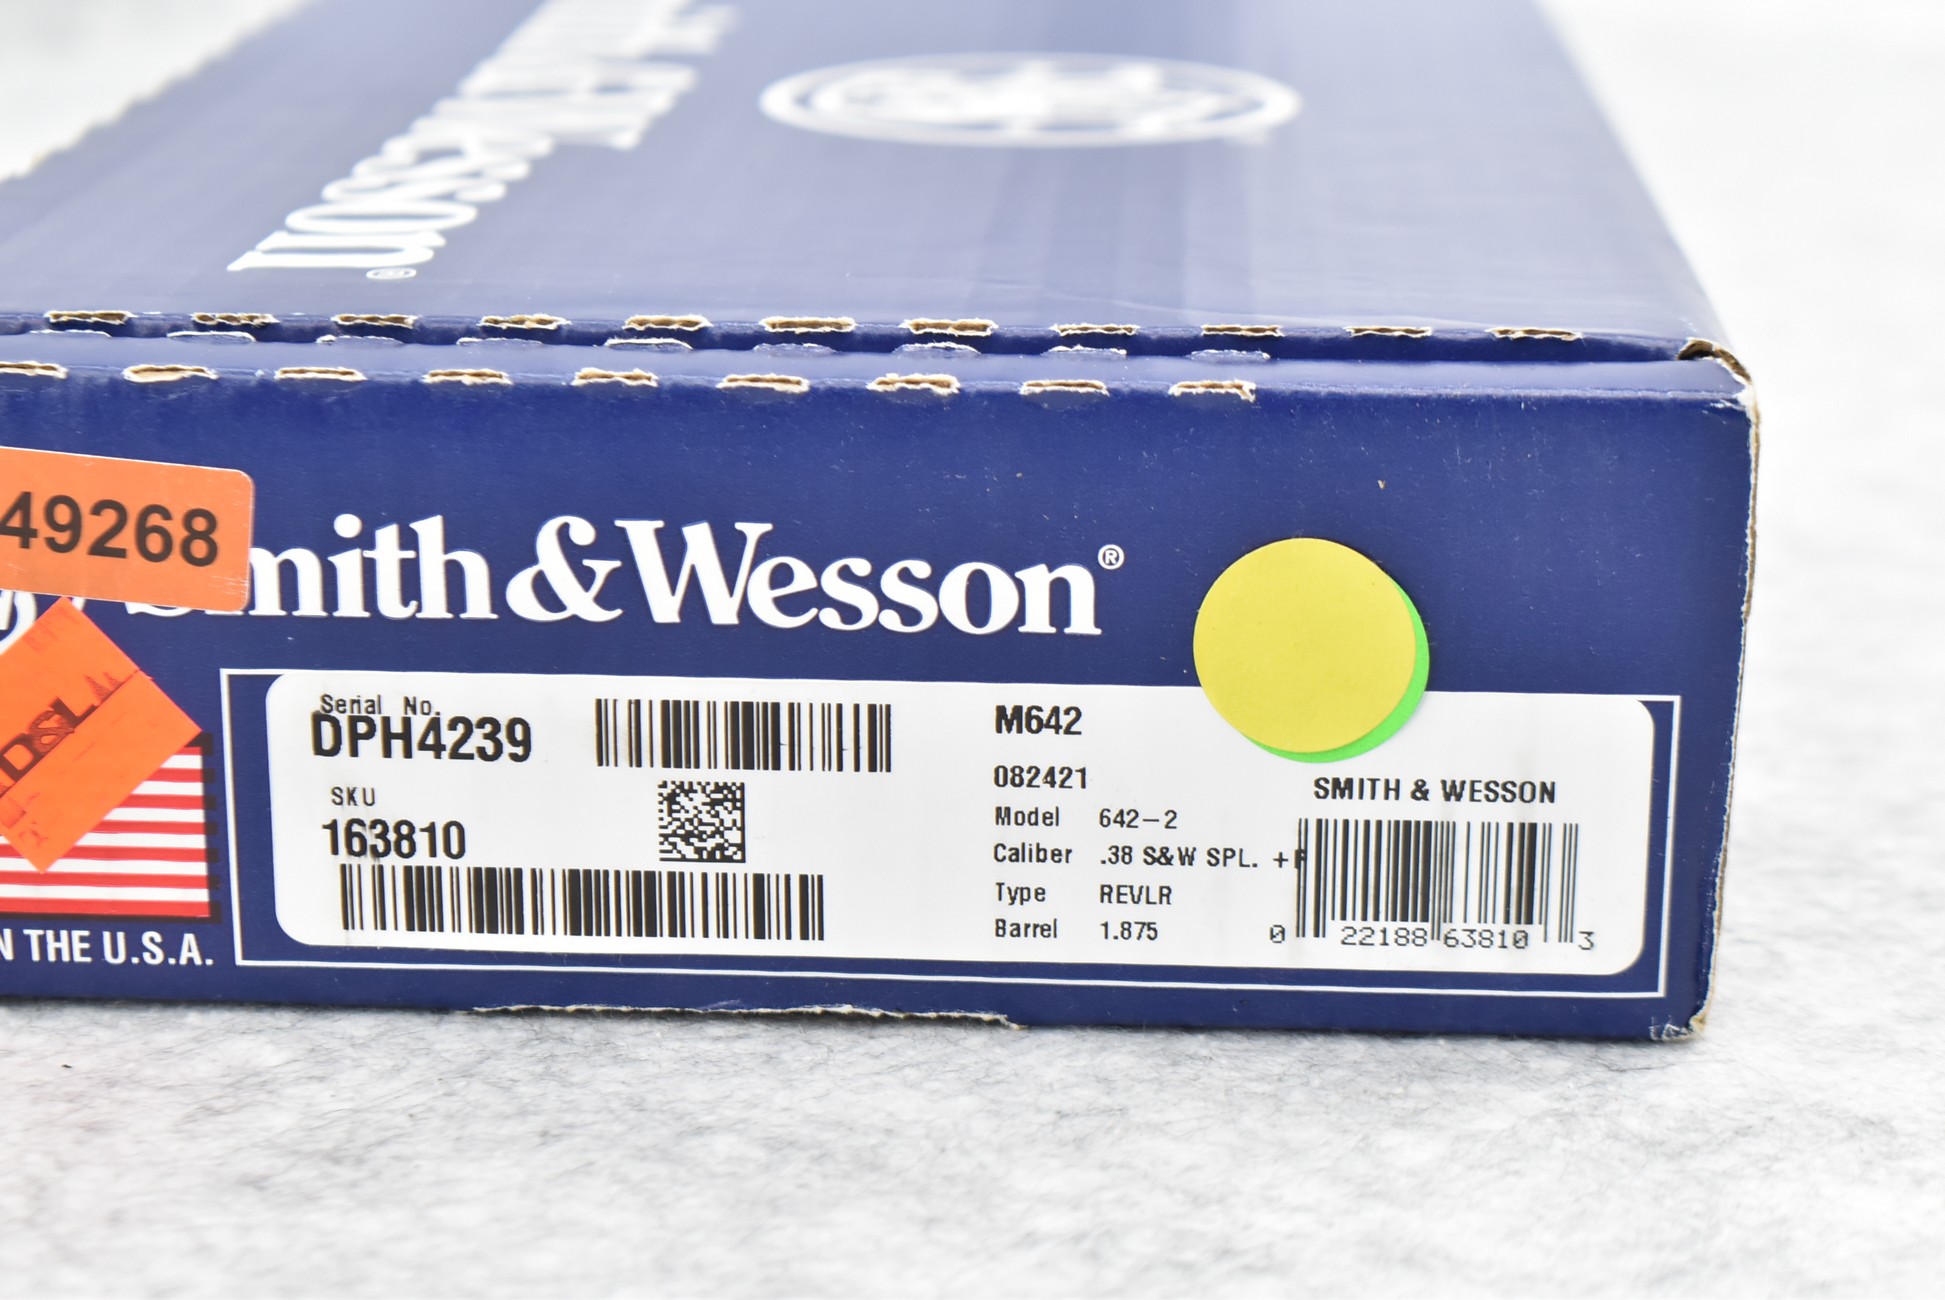 Wesson®
49268
Smith & Wesson®
Serial No.
DPH4239
SKU
163810
M642
082421
Model 642-2
Caliber .38 S&W SPL. +P
Type REVLR
Barrel 1.875
SMITH & WESSON
0 22188 63810 3
N THE U.S.A.